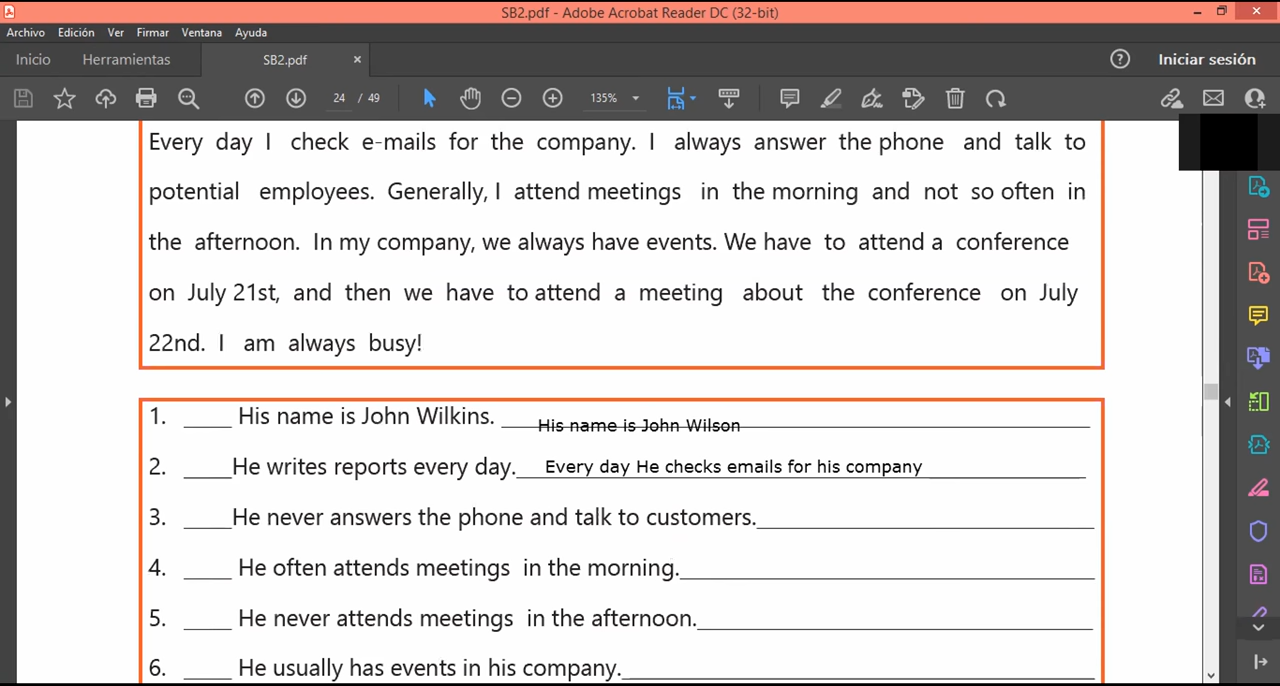 SB2.pdf - Adobe Acrobat Reader DC (32-bit)
Archivo Edición Ver Firmar Ventana Ayuda
Inicio Herramientas SB2.pdf × Iniciar sesión
24 / 49 135%
Every day I check e-mails for the company. I always answer the phone and talk to
potential employees. Generally, I attend meetings in the morning and not so often in
the afternoon. In my company, we always have events. We have to attend a conference
on July 21st, and then we have to attend a meeting about the conference on July
22nd. I am always busy!
1. ____ His name is John Wilkins. His name is John Wilson
2. ____He writes reports every day. Every day He checks emails for his company
3. ____He never answers the phone and talk to customers.
4. ____ He often attends meetings in the morning.
5. ____ He never attends meetings in the afternoon.
6. ____ He usually has events in his company.